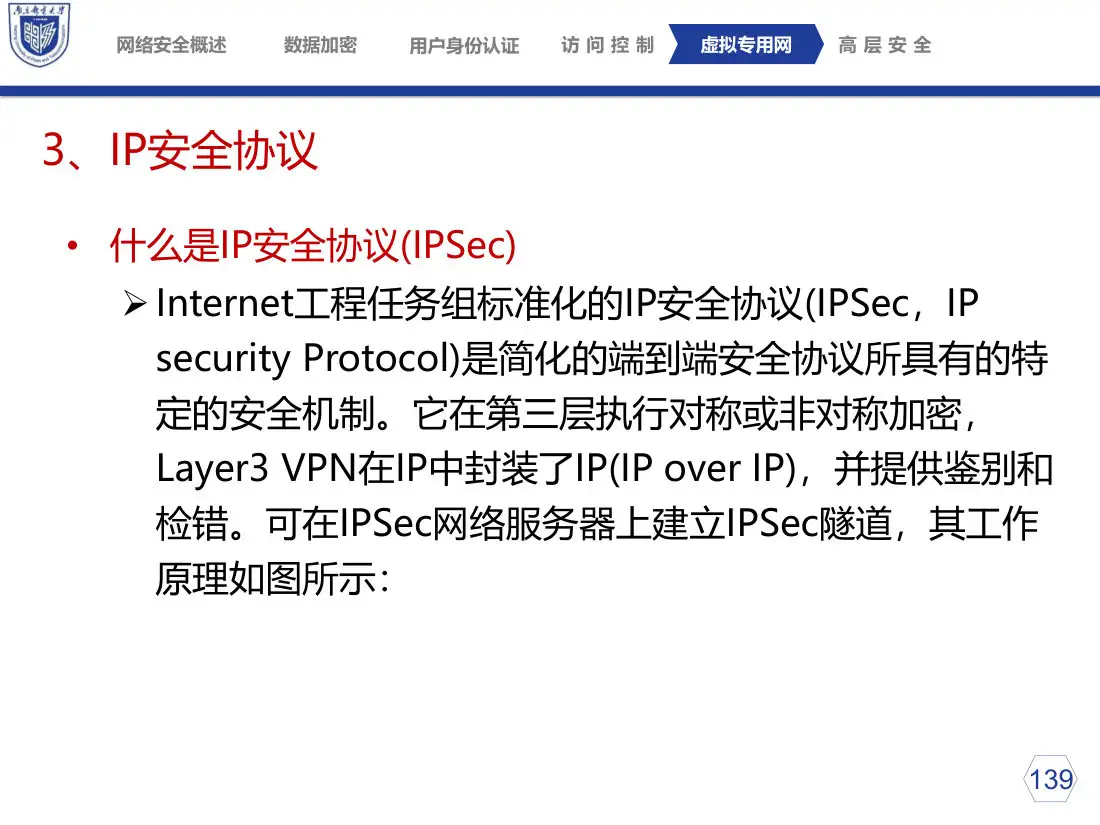 南京邮电大学
网络安全概述 数据加密 用户身份认证 访问控制 虚拟专用网 高层安全
3、IP安全协议
• 什么是IP安全协议(IPSec)
➢Internet工程任务组标准化的IP安全协议(IPSec，IP
security Protocol)是简化的端到端安全协议所具有的特
定的安全机制。它在第三层执行对称或非对称加密，
Layer3 VPN在IP中封装了IP(IP over IP)，并提供鉴别和
检错。可在IPSec网络服务器上建立IPSec隧道，其工作
原理如图所示：
139